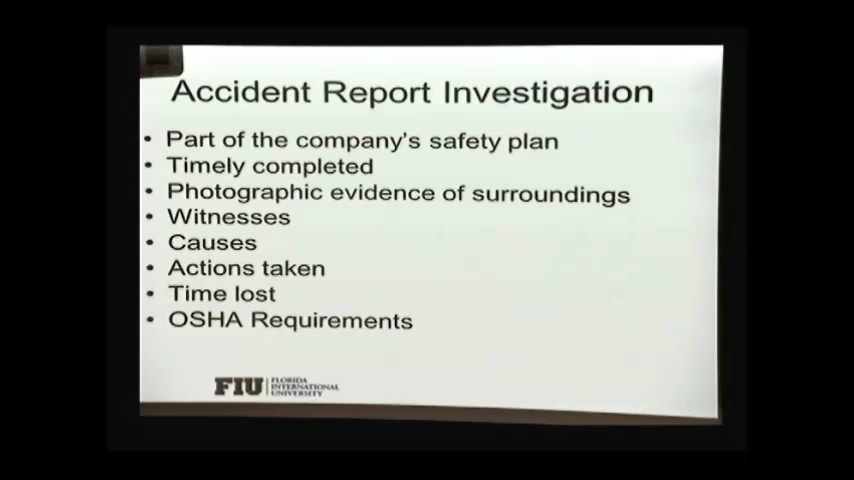 Accident Report Investigation
• Part of the company's safety plan
• Timely completed
• Photographic evidence of surroundings
• Witnesses
• Causes
• Actions taken
• Time lost
• OSHA Requirements
FIU FLORIDA
INTERNATIONAL
UNIVERSITY